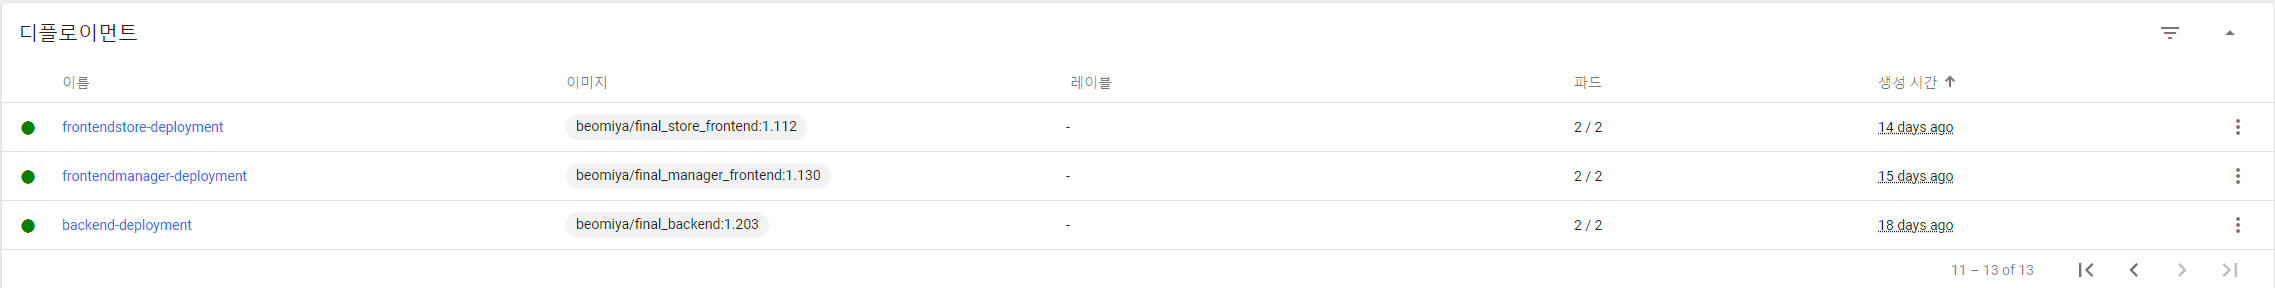 디플로이먼트
이름 이미지 레이블 파드 생성 시간
frontendstore-deployment beomiya/final_store_frontend:1.112 - 2 / 2 14 days ago
frontendmanager-deployment beomiya/final_manager_frontend:1.130 - 2 / 2 15 days ago
backend-deployment beomiya/final_backend:1.203 - 2 / 2 18 days ago
11 – 13 of 13